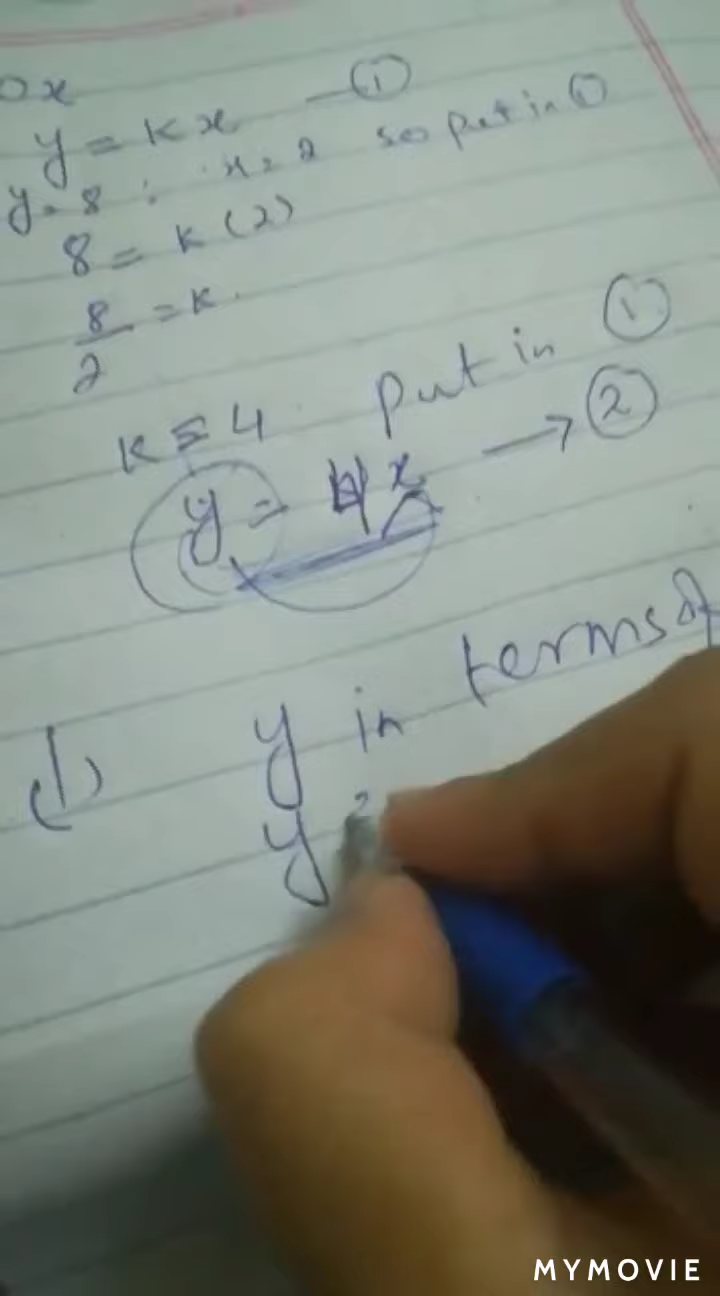 x
y = kx — ①
y = 8 ; x = 2 so put in ①
8 = k (2)
8/2 = k.
k = 4 put in ①
y = 4x → ②
(1) y in terms of
y =
MYMOVIE